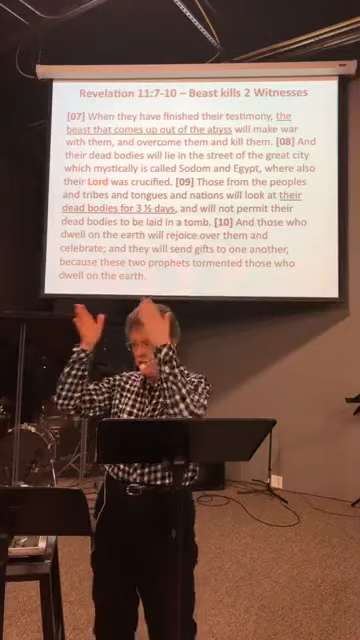 Revelation 11:7-10 – Beast kills 2 Witnesses
[07] When they have finished their testimony, the
beast that comes up out of the abyss will make war
with them, and overcome them and kill them. [08] And
their dead bodies will lie in the street of the great city
which mystically is called Sodom and Egypt, where also
their Lord was crucified. [09] Those from the peoples
and tribes and tongues and nations will look at their
dead bodies for 3 ½ days, and will not permit their
dead bodies to be laid in a tomb. [10] And those who
dwell on the earth will rejoice over them and
celebrate; and they will send gifts to one another,
because these two prophets tormented those who
dwell on the earth.